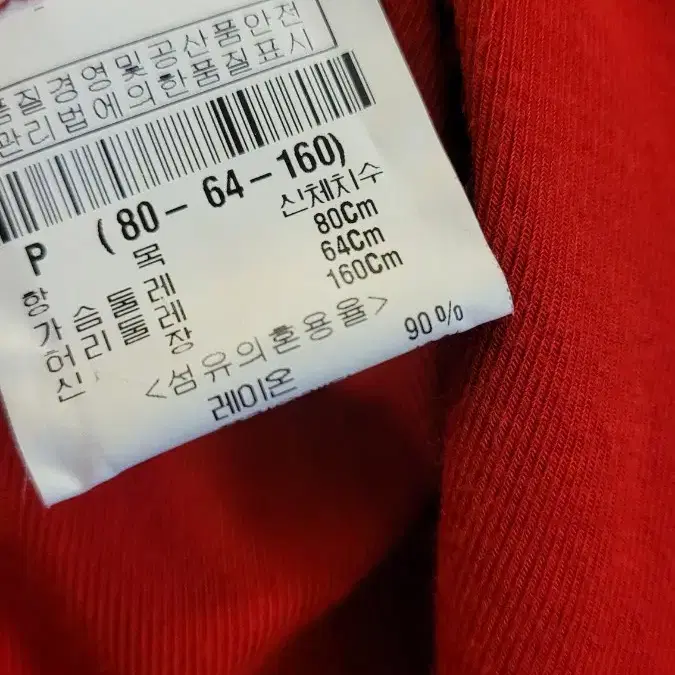 품질경영및공산품안전
관리법에의한품질표시
P (80-64-160)
항 목 신체치수
가 슴 둘 레 80Cm
허 리 둘 레 64Cm
신 장 160Cm
<섬유의혼용율>
레이온 90%